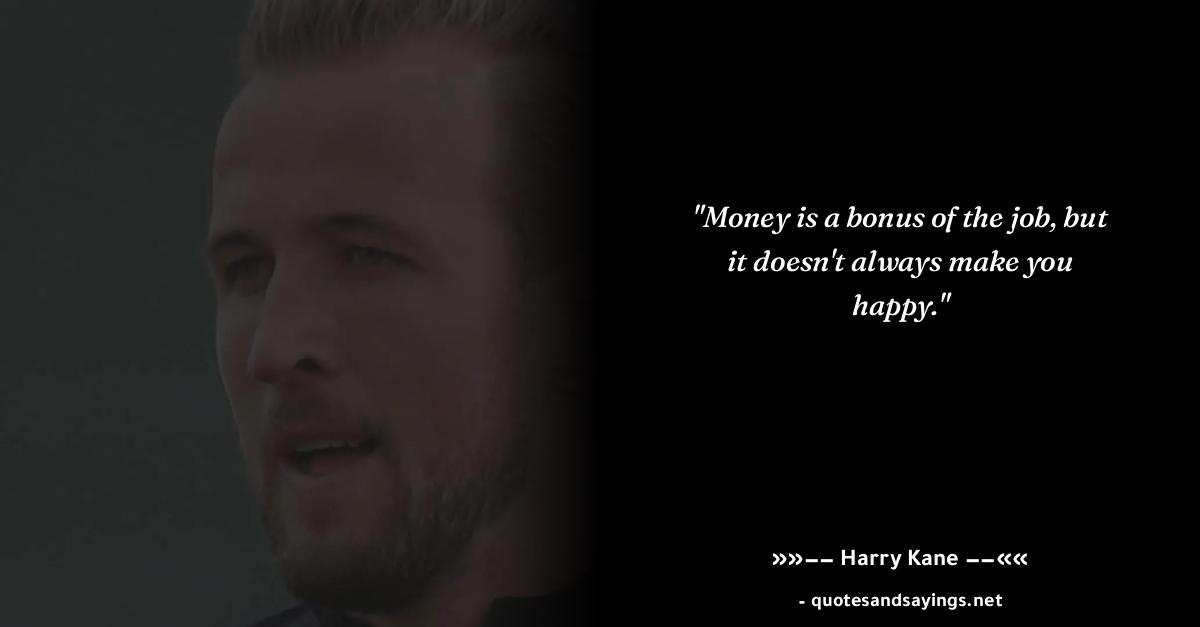 "Money is a bonus of the job, but
it doesn't always make you
happy."
»»−− Harry Kane −−««
- quotesandsayings.net